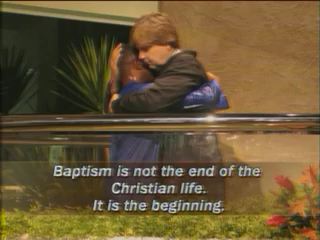 Baptism is not the end of the
Christian life.
It is the beginning.